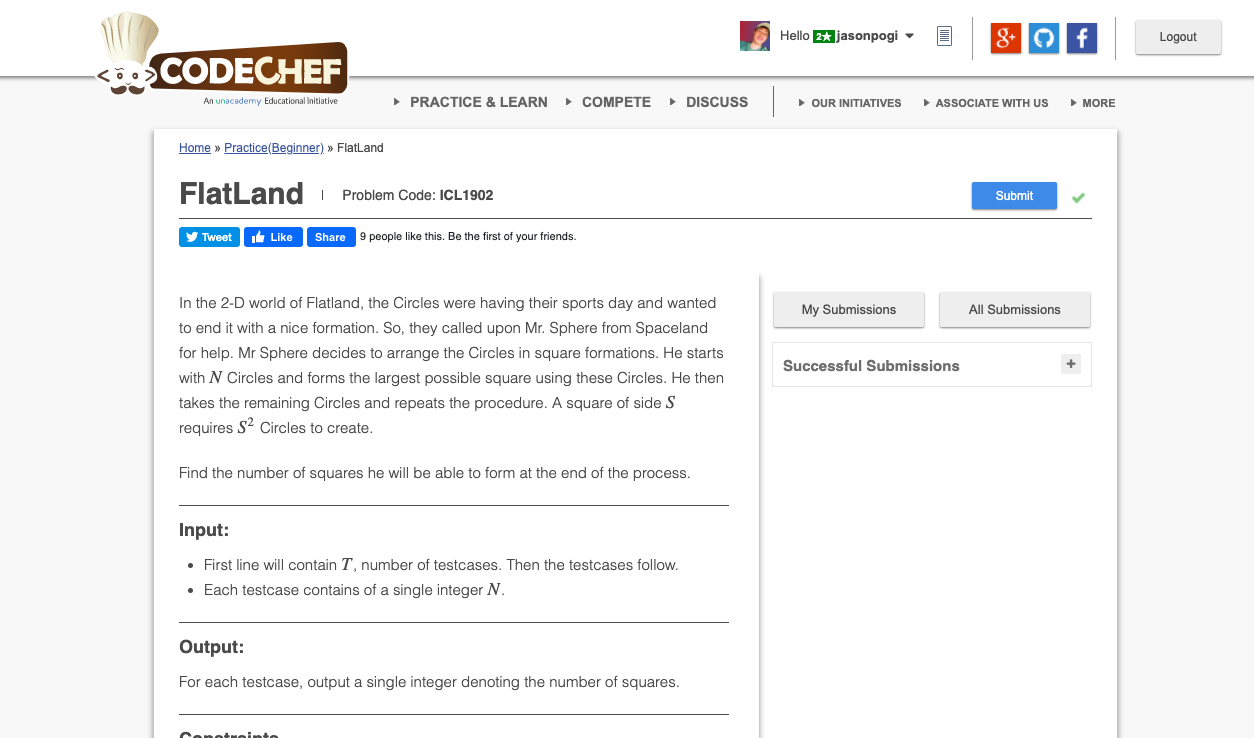 CODECHEF
An unacademy Educational Initiative
Hello 2★ jasonpogi
Logout
PRACTICE & LEARN COMPETE DISCUSS OUR INITIATIVES ASSOCIATE WITH US MORE
Home » Practice(Beginner) » FlatLand
FlatLand | Problem Code: ICL1902
Submit
Tweet Like Share 9 people like this. Be the first of your friends.
In the 2-D world of Flatland, the Circles were having their sports day and wanted
to end it with a nice formation. So, they called upon Mr. Sphere from Spaceland
for help. Mr Sphere decides to arrange the Circles in square formations. He starts
with N Circles and forms the largest possible square using these Circles. He then
takes the remaining Circles and repeats the procedure. A square of side S
requires S² Circles to create.
Find the number of squares he will be able to form at the end of the process.
Input:
• First line will contain T, number of testcases. Then the testcases follow.
• Each testcase contains of a single integer N.
Output:
For each testcase, output a single integer denoting the number of squares.
Constraints
My Submissions All Submissions
Successful Submissions +